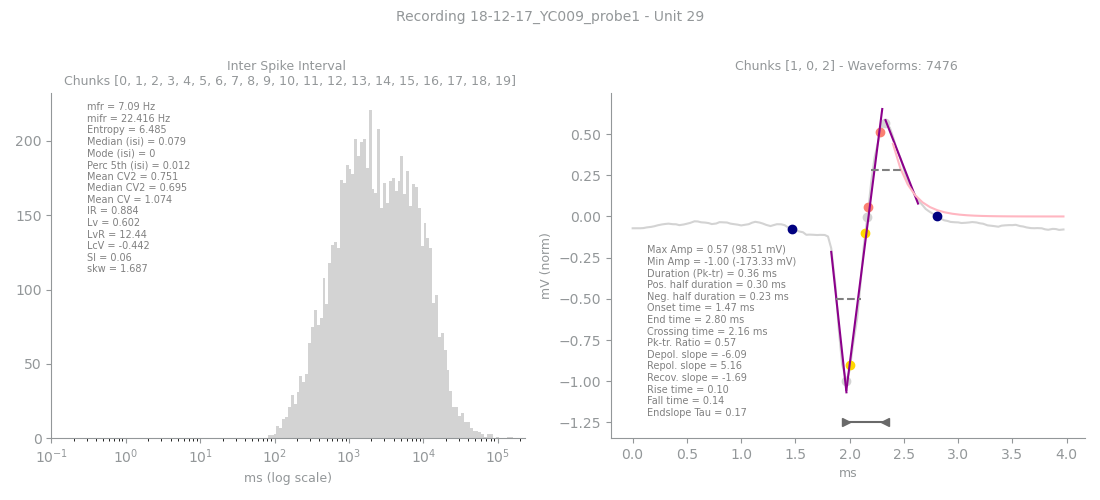 Recording 18-12-17_YC009_probe1 - Unit 29
Inter Spike Interval
Chunks [0, 1, 2, 3, 4, 5, 6, 7, 8, 9, 10, 11, 12, 13, 14, 15, 16, 17, 18, 19]
mfr = 7.09 Hz
mifr = 22.416 Hz
Entropy = 6.485
Median (isi) = 0.079
Mode (isi) = 0
Perc 5th (isi) = 0.012
Mean CV2 = 0.751
Median CV2 = 0.695
Mean CV = 1.074
IR = 0.884
Lv = 0.602
LvR = 12.44
LcV = -0.442
SI = 0.06
skw = 1.687
200
150
100
50
0
10⁻¹ 10⁰ 10¹ 10² 10³ 10⁴ 10⁵
ms (log scale)
Chunks [1, 0, 2] - Waveforms: 7476
mV (norm)
0.50
0.25
0.00
−0.25
−0.50
−0.75
−1.00
−1.25
Max Amp = 0.57 (98.51 mV)
Min Amp = -1.00 (-173.33 mV)
Duration (Pk-tr) = 0.36 ms
Pos. half duration = 0.30 ms
Neg. half duration = 0.23 ms
Onset time = 1.47 ms
End time = 2.80 ms
Crossing time = 2.16 ms
Pk-tr. Ratio = 0.57
Depol. slope = -6.09
Repol. slope = 5.16
Recov. slope = -1.69
Rise time = 0.10
Fall time = 0.14
Endslope Tau = 0.17
0.0 0.5 1.0 1.5 2.0 2.5 3.0 3.5 4.0
ms